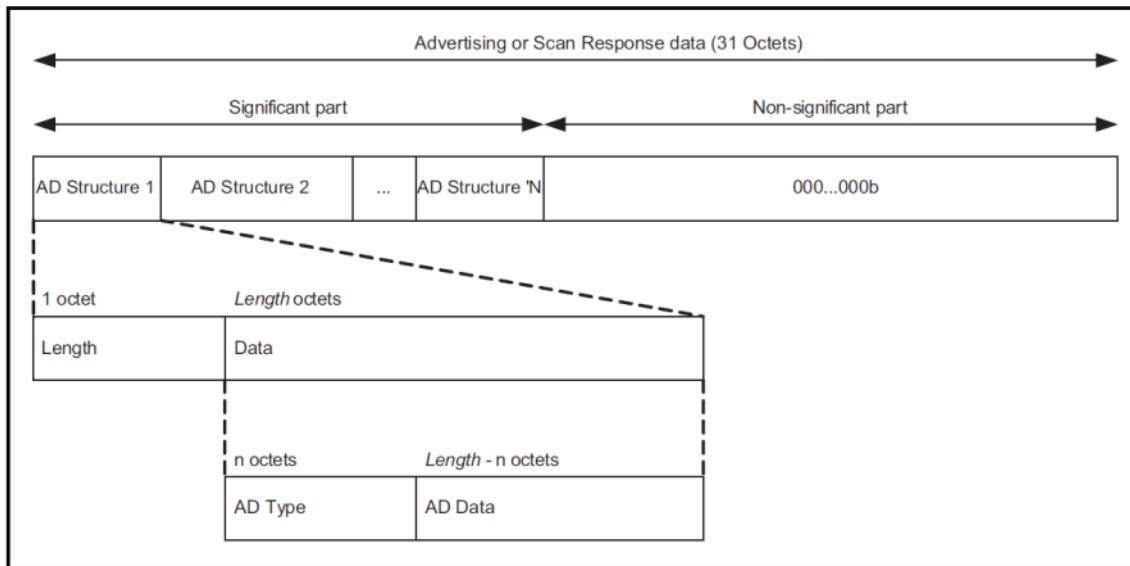 Advertising or Scan Response data (31 Octets)
Significant part
Non-significant part
AD Structure 1
AD Structure 2
...
AD Structure 'N
000...000b
1 octet
Length octets
Length
Data
n octets
Length - n octets
AD Type
AD Data